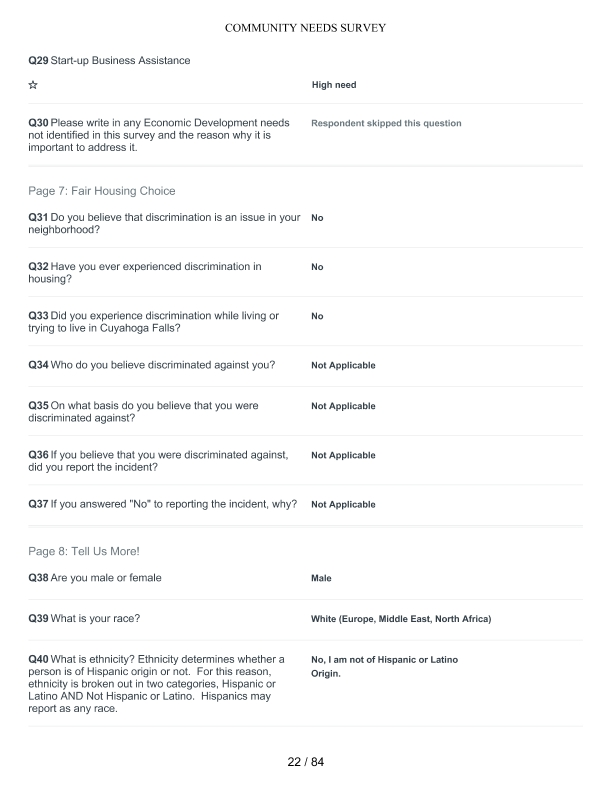 COMMUNITY NEEDS SURVEY
Q29 Start-up Business Assistance
☆ High need
Q30 Please write in any Economic Development needs Respondent skipped this question
not identified in this survey and the reason why it is
important to address it.
Page 7: Fair Housing Choice
Q31 Do you believe that discrimination is an issue in your No
neighborhood?
Q32 Have you ever experienced discrimination in No
housing?
Q33 Did you experience discrimination while living or No
trying to live in Cuyahoga Falls?
Q34 Who do you believe discriminated against you? Not Applicable
Q35 On what basis do you believe that you were Not Applicable
discriminated against?
Q36 If you believe that you were discriminated against, Not Applicable
did you report the incident?
Q37 If you answered "No" to reporting the incident, why? Not Applicable
Page 8: Tell Us More!
Q38 Are you male or female Male
Q39 What is your race? White (Europe, Middle East, North Africa)
Q40 What is ethnicity? Ethnicity determines whether a No, I am not of Hispanic or Latino
person is of Hispanic origin or not.  For this reason, Origin.
ethnicity is broken out in two categories, Hispanic or
Latino AND Not Hispanic or Latino.  Hispanics may
report as any race.
22 / 84